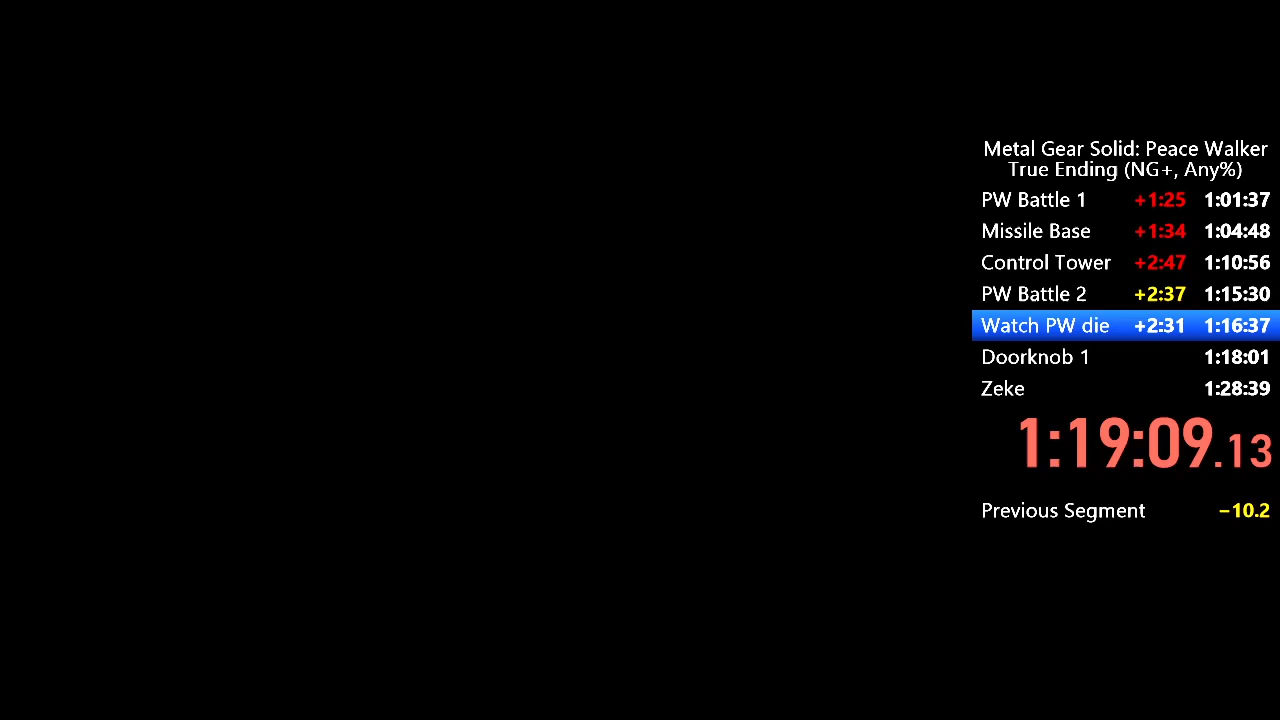 Metal Gear Solid: Peace Walker
True Ending (NG+, Any%)
PW Battle 1 +1:25 1:01:37
Missile Base +1:34 1:04:48
Control Tower +2:47 1:10:56
PW Battle 2 +2:37 1:15:30
Watch PW die +2:31 1:16:37
Doorknob 1 1:18:01
Zeke 1:28:39
1:19:09.13
Previous Segment −10.2